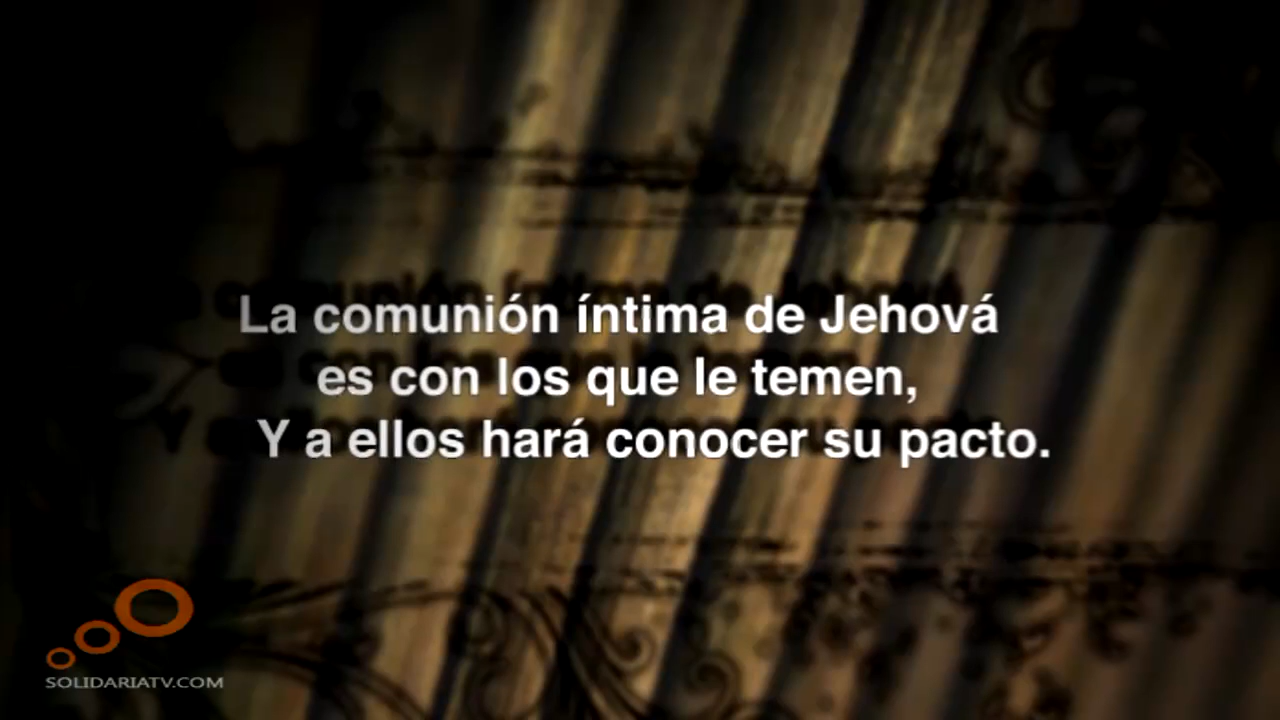 La comunión íntima de Jehová
es con los que le temen,
Y a ellos hará conocer su pacto.
SOLIDARIATV.COM